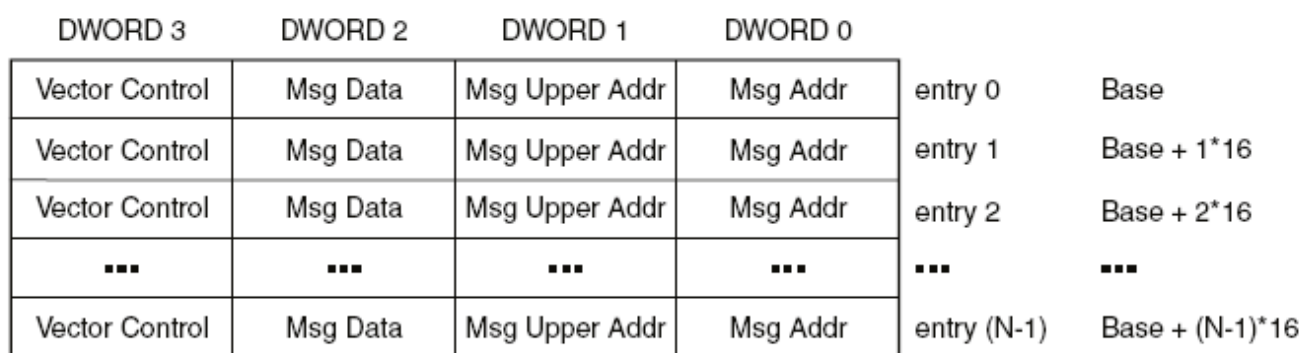 DWORD 3 DWORD 2 DWORD 1 DWORD 0
Vector Control Msg Data Msg Upper Addr Msg Addr entry 0 Base
Vector Control Msg Data Msg Upper Addr Msg Addr entry 1 Base + 1*16
Vector Control Msg Data Msg Upper Addr Msg Addr entry 2 Base + 2*16
... ... ... ... ... ...
Vector Control Msg Data Msg Upper Addr Msg Addr entry (N-1) Base + (N-1)*16